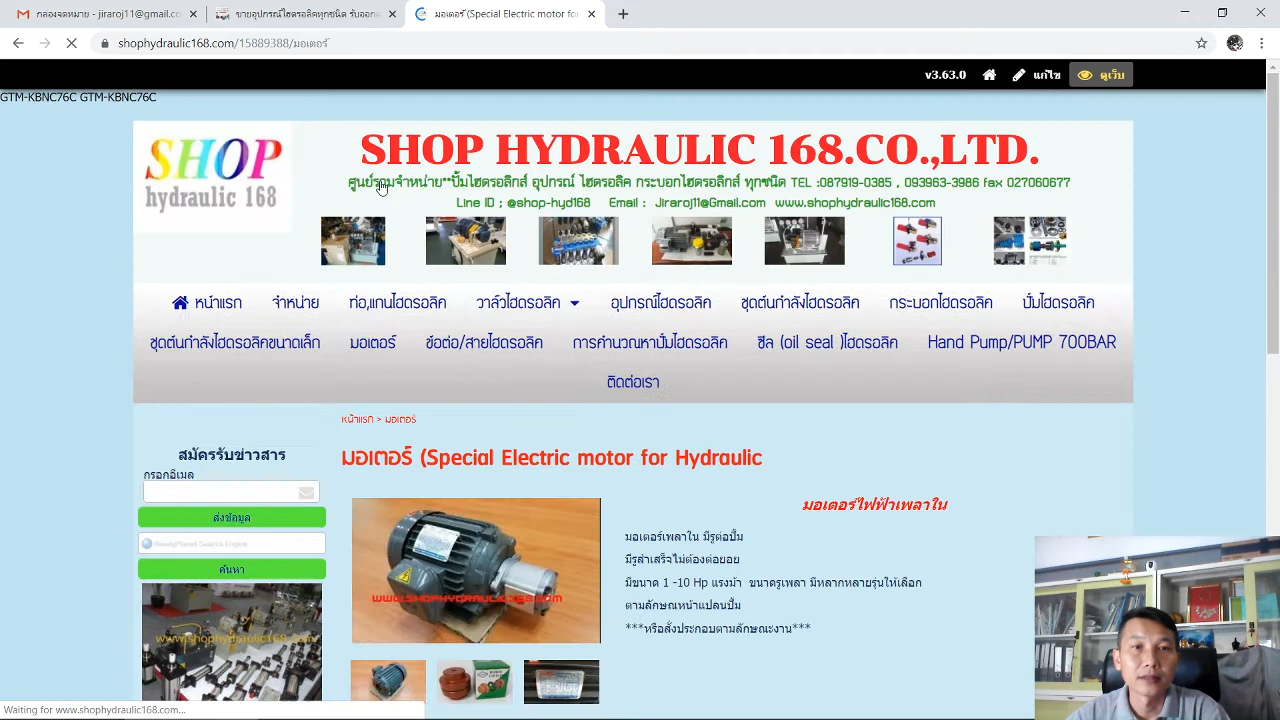 กล่องจดหมาย - jiraroj11@gmail.co
ขายอุปกรณ์ไฮดรอลิคทุกชนิด รับออกแ
มอเตอร์ (Special Electric motor for
shophydraulic168.com/15889388/มอเตอร์
v3.63.0 แก้ไข ดูเว็บ
GTM-KBNC76C GTM-KBNC76C
SHOP
hydraulic 168
SHOP HYDRAULIC 168.CO.,LTD.
ศูนย์รวมจำหน่าย**ปั้มไฮดรอลิกส์ อุปกรณ์ ไฮดรอลิค กระบอกไฮดรอลิกส์ ทุกชนิด TEL :087919-0385 , 093963-3986 fax 027060677
Line ID ; @shop-hyd168 Email : Jiraroj11@Gmail.com www.shophydraulic168.com
หน้าแรก จำหน่าย ท่อ,แกนไฮดรอลิค วาล์วไฮดรอลิค อุปกรณ์ไฮดรอลิค ชุดต้นกำลังไฮดรอลิค กระบอกไฮดรอลิค ปั้มไฮดรอลิค
ชุดต้นกำลังไฮดรอลิคขนาดเล็ก มอเตอร์ ข้อต่อ/สายไฮดรอลิค การคำนวณหาปั้มไฮดรอลิค ซีล (oil seal )ไฮดรอลิค Hand Pump/PUMP 700BAR
ติดต่อเรา
หน้าแรก > มอเตอร์
สมัครรับข่าวสาร
กรอกอีเมล
ส่งข้อมูล
ReadyPlanet Search Engine
ค้นหา
www.shophydraulic168.com
มอเตอร์ (Special Electric motor for Hydraulic
WWW.SHOPHYDRAULIC168.COM
มอเตอร์ไฟฟ้าเพลาใน
มอเตอร์เพลาใน มีรูต่อปั้ม
มีรูสำเร็จไม่ต้องต่อยอย
มีขนาด 1 -10 Hp แรงม้า ขนาดรูเพลา มีหลากหลายรุ่นให้เลือก
ตามลักษณหน้าแปลนปั้ม
***หรือสั่งประกอบตามลักษณะงาน***
Waiting for www.shophydraulic168.com...